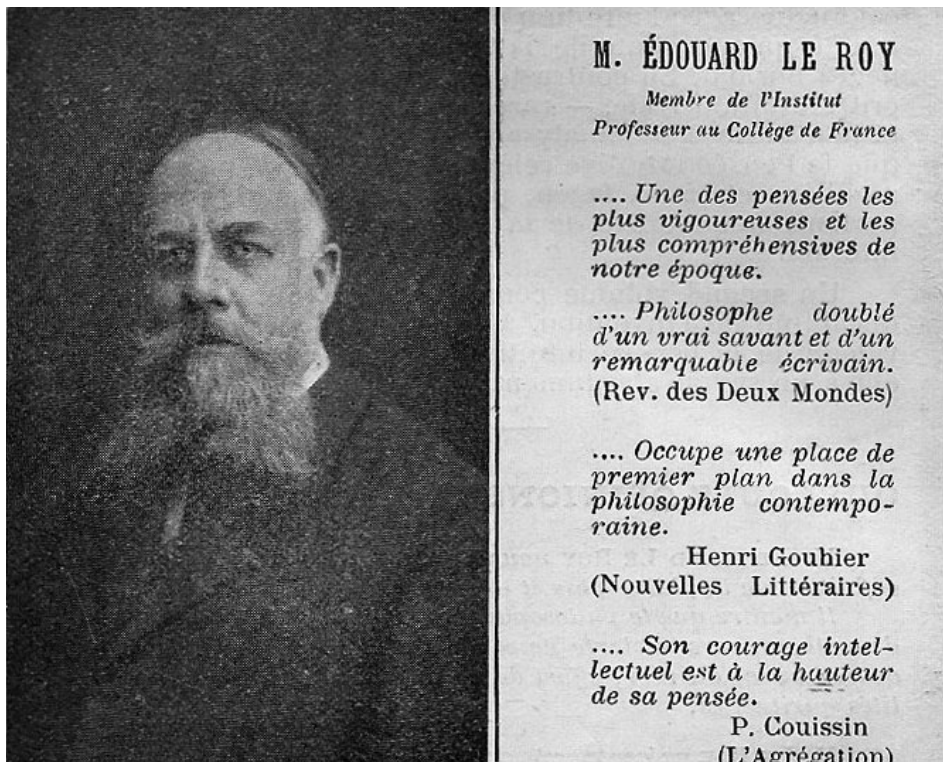 M. ÉDOUARD LE ROY
Membre de l'Institut
Professeur au Collège de France
.... Une des pensées les
plus vigoureuses et les
plus compréhensives de
notre époque.
.... Philosophe doublé
d'un vrai savant et d'un
remarquable écrivain.
(Rev. des Deux Mondes)
.... Occupe une place de
premier plan dans la
philosophie contempo-
raine.
Henri Gouhier
(Nouvelles Littéraires)
.... Son courage intel-
lectuel est à la hauteur
de sa pensée.
P. Couissin
(L'Agrégation)